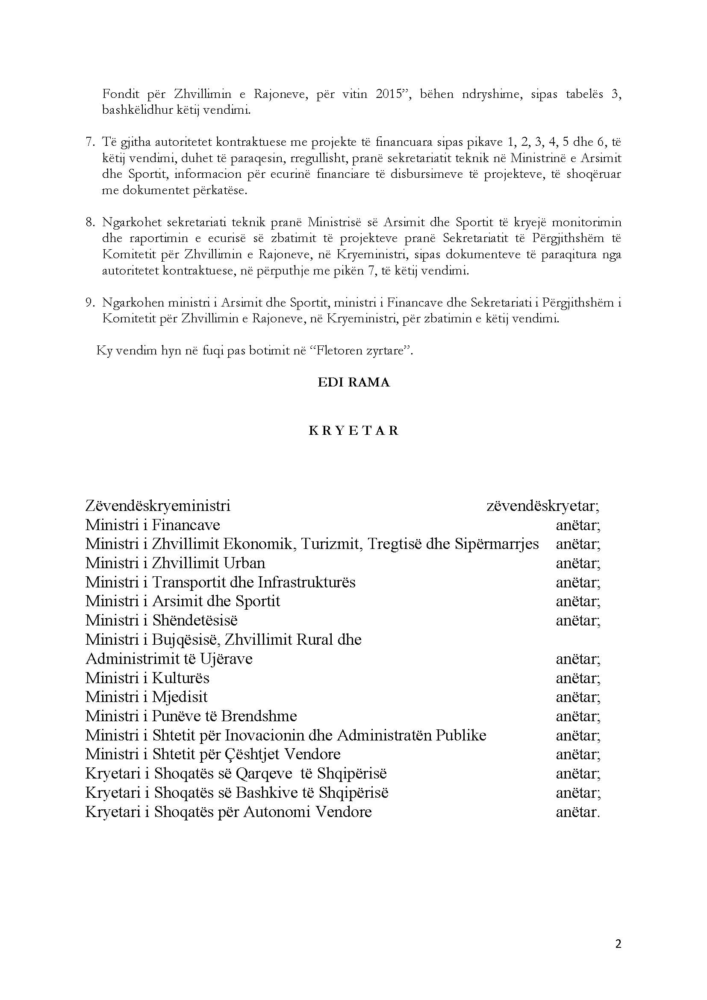 Fondit për Zhvillimin e Rajoneve, për vitin 2015”, bëhen ndryshime, sipas tabelës 3,
bashkëlidhur këtij vendimi.
7. Të gjitha autoritetet kontraktuese me projekte të financuara sipas pikave 1, 2, 3, 4, 5 dhe 6, të
këtij vendimi, duhet të paraqesin, rregullisht, pranë sekretariatit teknik në Ministrinë e Arsimit
dhe Sportit, informacion për ecurinë financiare të disbursimeve të projekteve, të shoqëruar
me dokumentet përkatëse.
8. Ngarkohet sekretariati teknik pranë Ministrisë së Arsimit dhe Sportit të kryejë monitorimin
dhe raportimin e ecurisë së zbatimit të projekteve pranë Sekretariatit të Përgjithshëm të
Komitetit për Zhvillimin e Rajoneve, në Kryeministri, sipas dokumenteve të paraqitura nga
autoritetet kontraktuese, në përputhje me pikën 7, të këtij vendimi.
9. Ngarkohen ministri i Arsimit dhe Sportit, ministri i Financave dhe Sekretariati i Përgjithshëm i
Komitetit për Zhvillimin e Rajoneve, në Kryeministri, për zbatimin e këtij vendimi.
Ky vendim hyn në fuqi pas botimit në “Fletoren zyrtare”.
EDI RAMA
K R Y E T A R
Zëvendëskryeministri zëvendëskryetar;
Ministri i Financave anëtar;
Ministri i Zhvillimit Ekonomik, Turizmit, Tregtisë dhe Sipërmarrjes anëtar;
Ministri i Zhvillimit Urban anëtar;
Ministri i Transportit dhe Infrastrukturës anëtar;
Ministri i Arsimit dhe Sportit anëtar;
Ministri i Shëndetësisë anëtar;
Ministri i Bujqësisë, Zhvillimit Rural dhe
Administrimit të Ujërave anëtar;
Ministri i Kulturës anëtar;
Ministri i Mjedisit anëtar;
Ministri i Punëve të Brendshme anëtar;
Ministri i Shtetit për Inovacionin dhe Administratën Publike anëtar;
Ministri i Shtetit për Çështjet Vendore anëtar;
Kryetari i Shoqatës së Qarqeve të Shqipërisë anëtar;
Kryetari i Shoqatës së Bashkive të Shqipërisë anëtar;
Kryetari i Shoqatës për Autonomi Vendore anëtar.
2